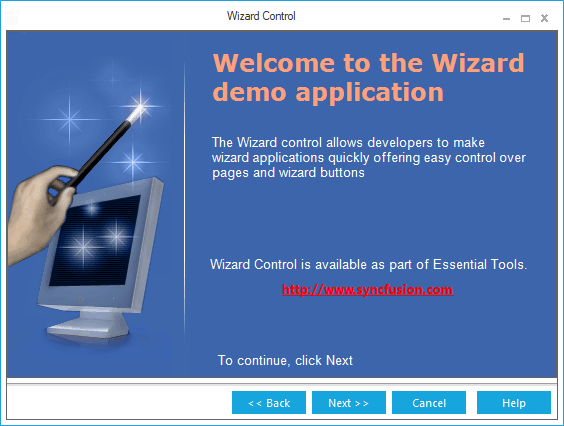 Wizard Control
Welcome to the Wizard
demo application
The Wizard control allows developers to make
wizard applications quickly offering easy control over
pages and wizard buttons
Wizard Control is available as part of Essential Tools.
http://www.syncfusion.com
To continue, click Next
<< Back
Next >>
Cancel
Help